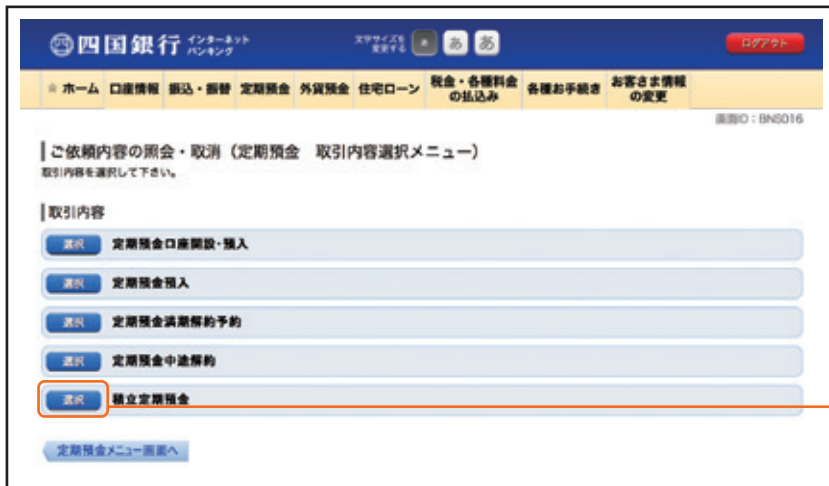 四国銀行 インターネット
バンキング
文字サイズを
変更する
あ あ あ
ログアウト
ホーム 口座情報 振込・振替 定期預金 外貨預金 住宅ローン 税金・各種料金
の払込み 各種お手続き お客さま情報
の変更
画面ID：BNS016
ご依頼内容の照会・取消（定期預金　取引内容選択メニュー）
取引内容を選択して下さい。
取引内容
選択 定期預金口座開設・預入
選択 定期預金預入
選択 定期預金満期解約予約
選択 定期預金中途解約
選択 積立定期預金
定期預金メニュー画面へ